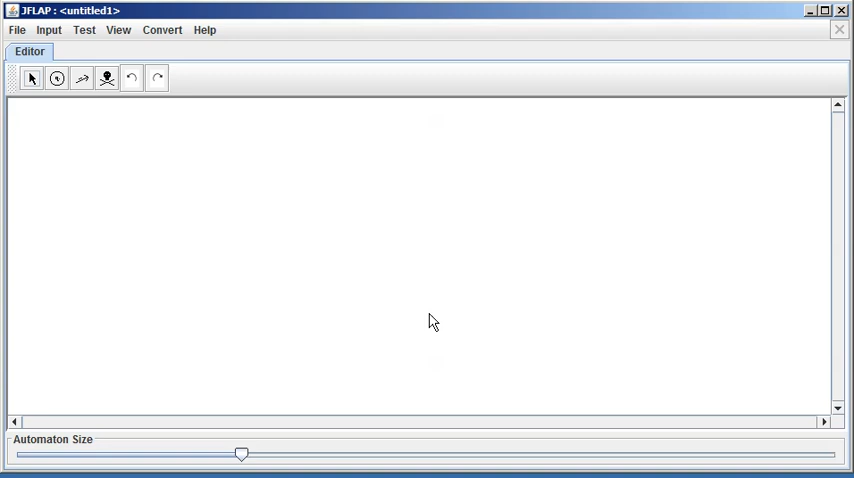 JFLAP : <untitled1>
File Input Test View Convert Help
Editor
Automaton Size